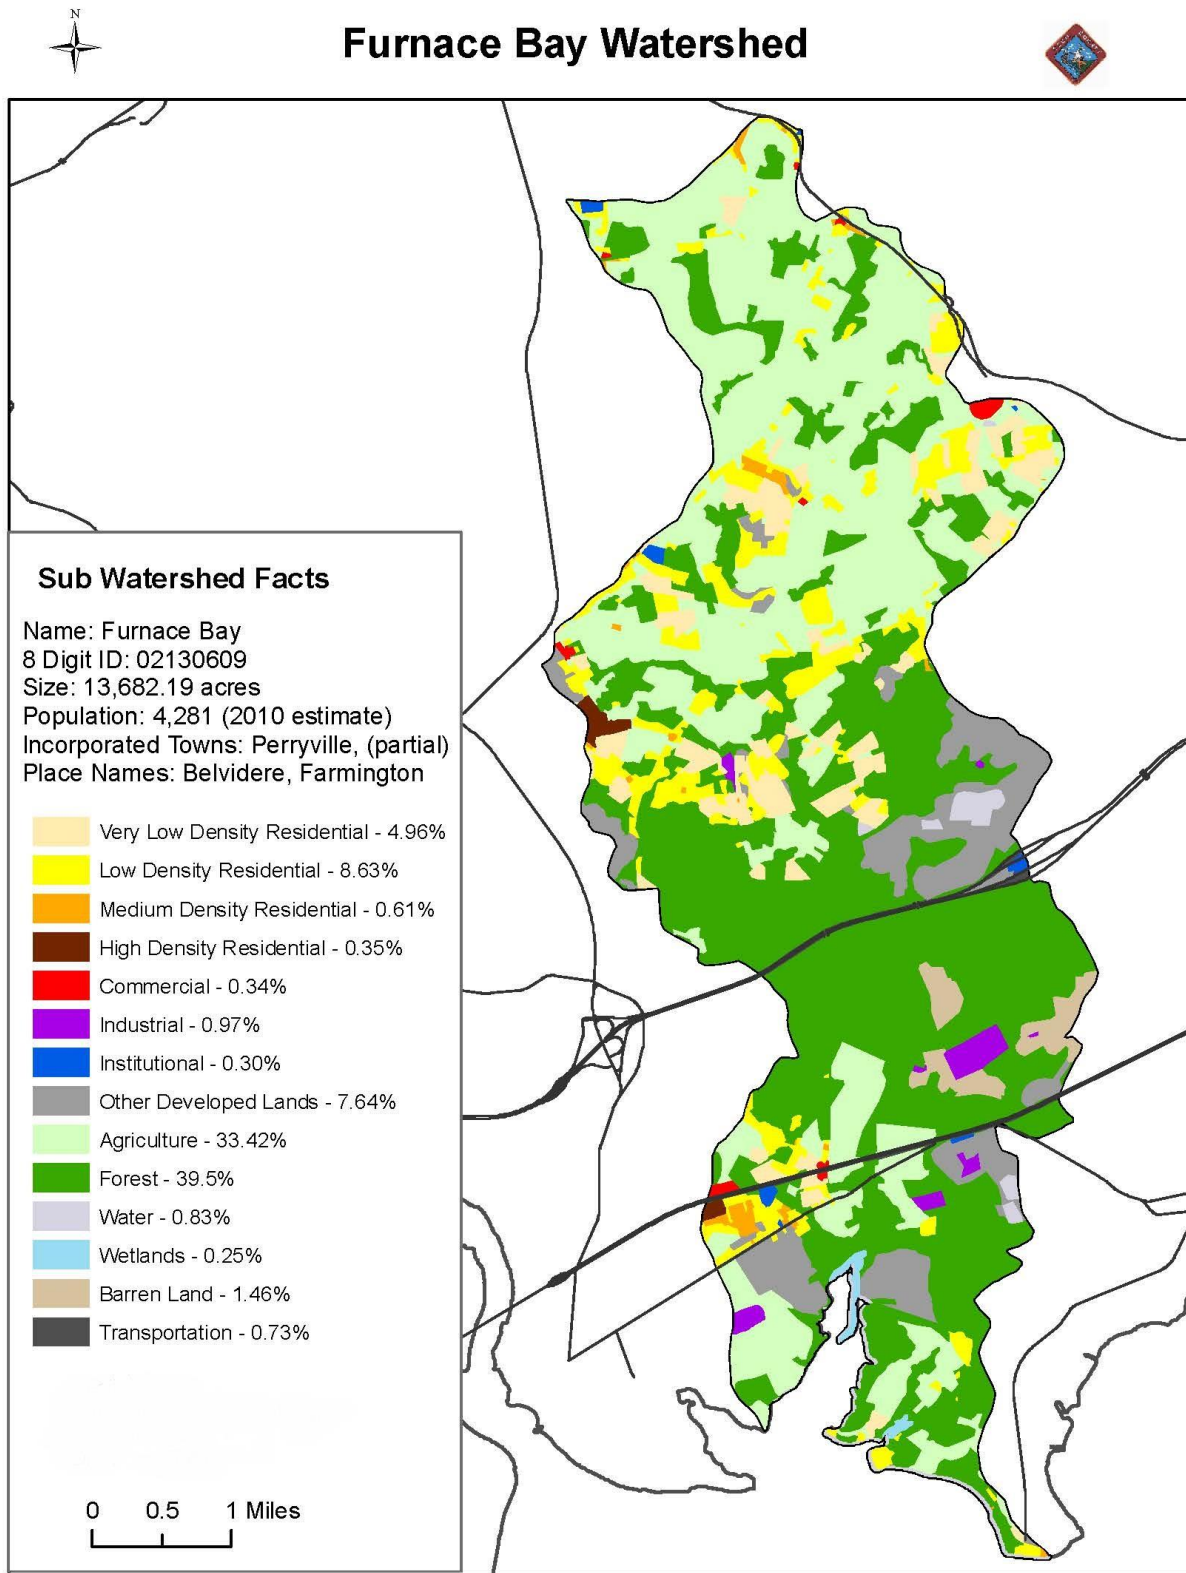 N
Furnace Bay Watershed
Sub Watershed Facts
Name: Furnace Bay
8 Digit ID: 02130609
Size: 13,682.19 acres
Population: 4,281 (2010 estimate)
Incorporated Towns: Perryville, (partial)
Place Names: Belvidere, Farmington
Very Low Density Residential - 4.96%
Low Density Residential - 8.63%
Medium Density Residential - 0.61%
High Density Residential - 0.35%
Commercial - 0.34%
Industrial - 0.97%
Institutional - 0.30%
Other Developed Lands - 7.64%
Agriculture - 33.42%
Forest - 39.5%
Water - 0.83%
Wetlands - 0.25%
Barren Land - 1.46%
Transportation - 0.73%
0 0.5 1 Miles